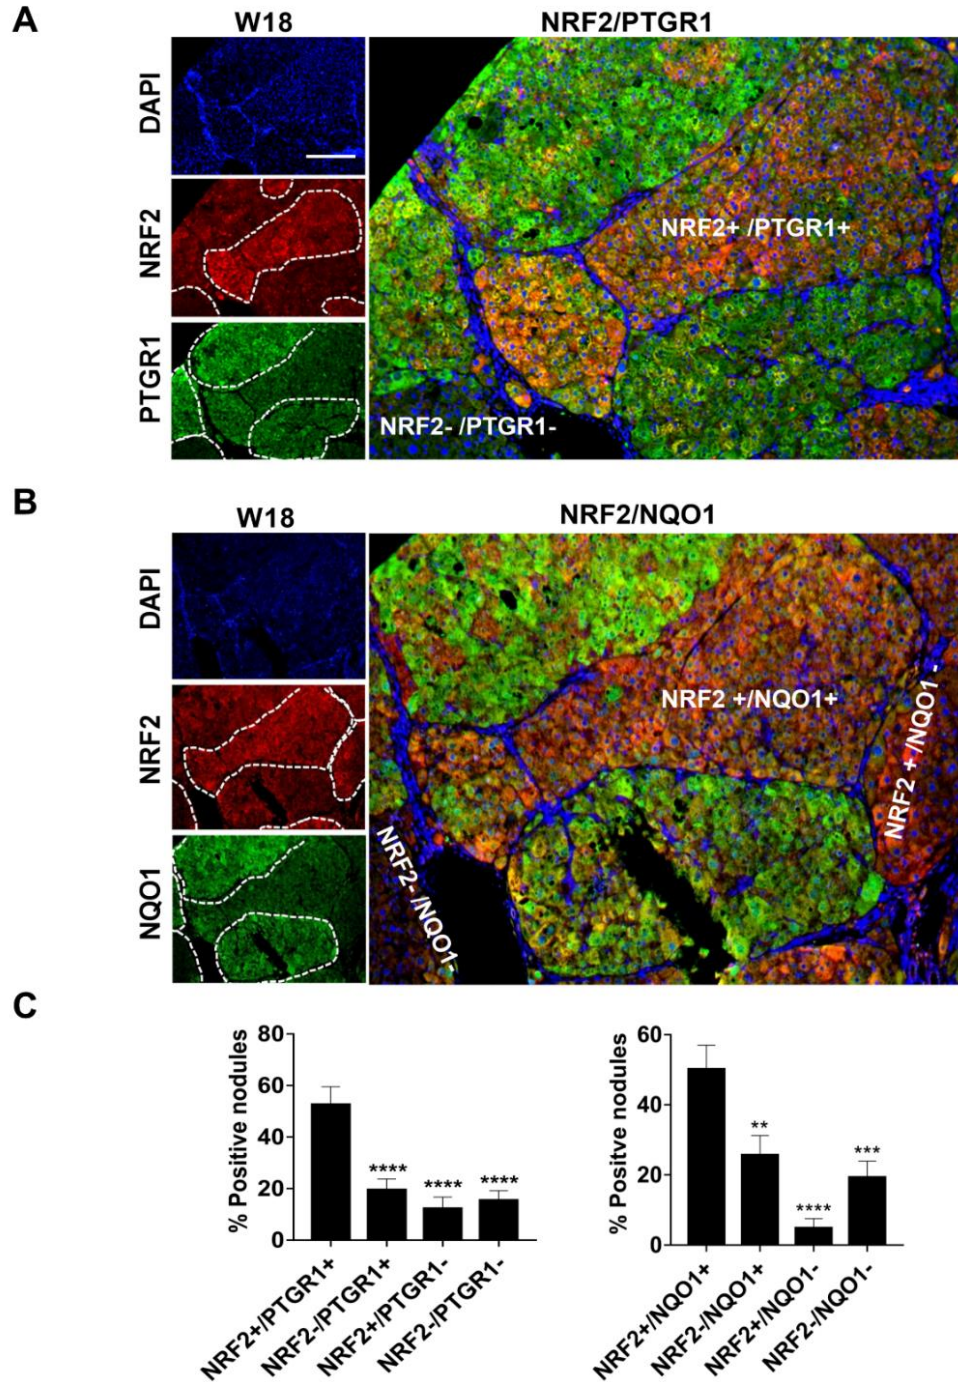 A
W18
NRF2/PTGR1
DAPI
NRF2
PTGR1
NRF2+ /PTGR1+
NRF2- /PTGR1-
B
W18
NRF2/NQO1
DAPI
NRF2
NQO1
NRF2 +/NQO1+
NRF2 +/NQO1 -
NRF2- /NQO1-
C
% Positive nodules
80
60
40
20
0
****
****
****
NRF2+/PTGR1+
NRF2-/PTGR1+
NRF2+/PTGR1-
NRF2-/PTGR1-
% Positve nodules
60
40
20
0
**
****
***
NRF2+/NQO1+
NRF2-/NQO1+
NRF2+/NQO1-
NRF2-/NQO1-